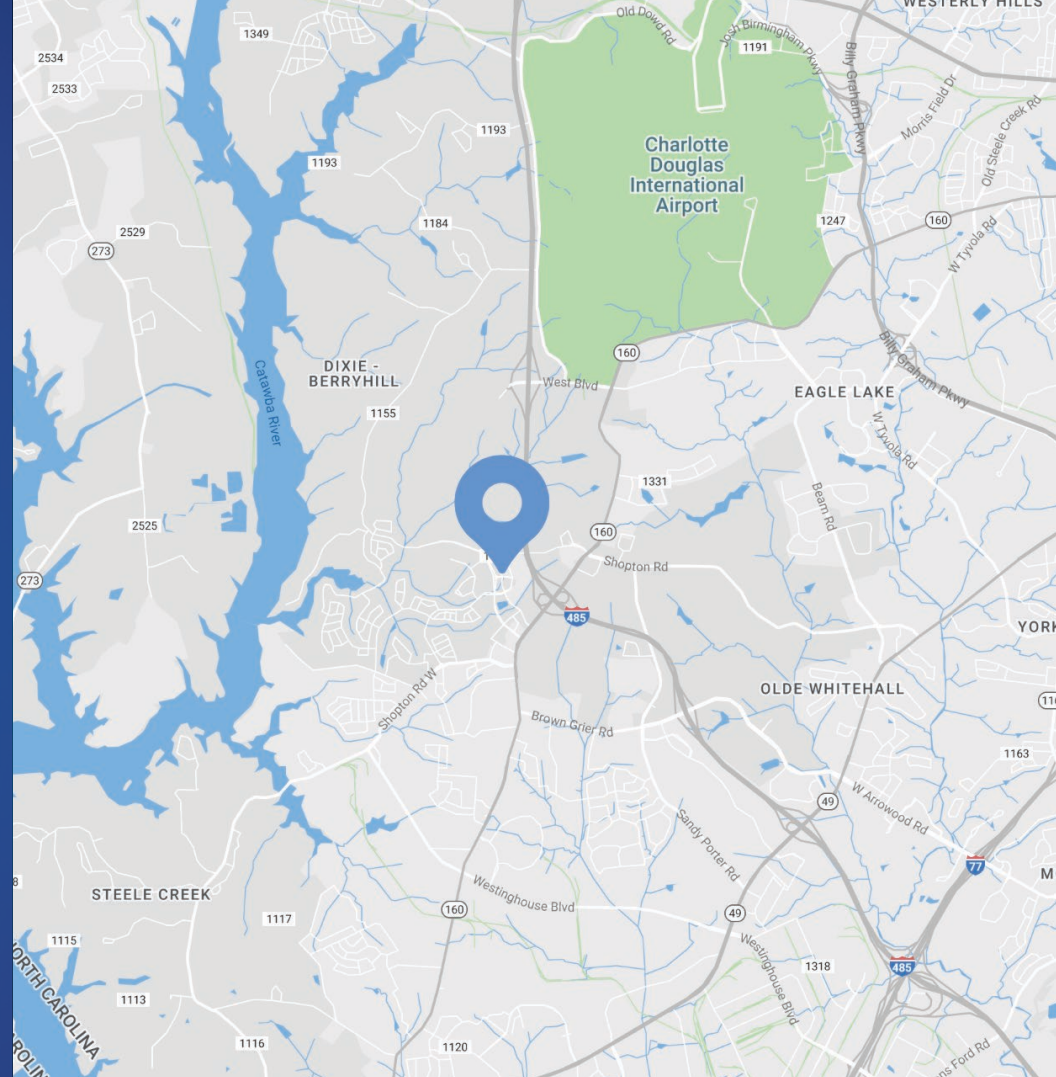 WESTERLY HILLS
Old Dowd Rd
1349
Josh Birmingham Pkwy
1191
2534
Billy Graham Pkwy
2533
Morris Field Dr
Old Steele Creek Rd
1193
Charlotte
Douglas
International
Airport
1193
1184
1247
160
2529
W Tyvola Rd
273
Catawba River
160
Billy Graham Pkwy
DIXIE -
BERRYHILL
West Blvd
EAGLE LAKE
1155
W Tyvola Rd
1331
Beam Rd
2525
160
Shopton Rd
273
485
YORK
OLDE WHITEHALL
Shopton Rd W
Brown Grier Rd
1163
49
W Arrowood Rd
Sandy Porter Rd
77
STEELE CREEK
Westinghouse Blvd
160
1117
49
1115
Westinghouse Blvd
1318
485
NORTH CAROLINA
1113
1116
1120
ns Ford Rd